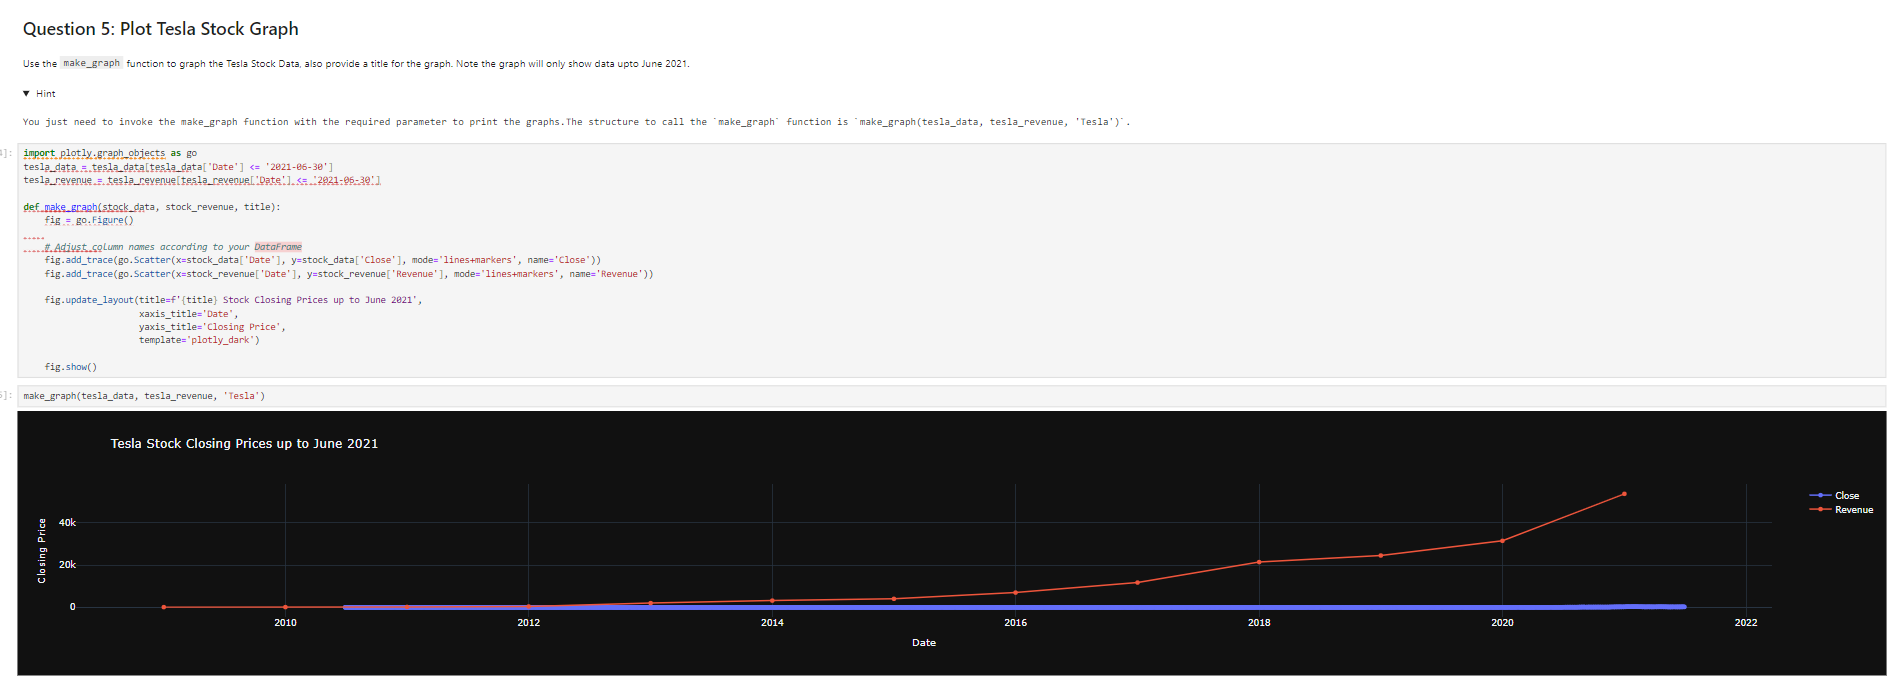 Question 5: Plot Tesla Stock Graph
Use the make_graph function to graph the Tesla Stock Data, also provide a title for the graph. Note the graph will only show data upto June 2021.
▼ Hint
You just need to invoke the make_graph function with the required parameter to print the graphs.The structure to call the `make_graph` function is `make_graph(tesla_data, tesla_revenue, 'Tesla')`.
]:
import plotly.graph_objects as go
tesla_data = tesla_data[tesla_data['Date'] <= '2021-06-30']
tesla_revenue = tesla_revenue[tesla_revenue['Date'] <= '2021-06-30']
def make_graph(stock_data, stock_revenue, title):
fig = go.Figure()
# Adjust column names according to your DataFrame
fig.add_trace(go.Scatter(x=stock_data['Date'], y=stock_data['Close'], mode='lines+markers', name='Close'))
fig.add_trace(go.Scatter(x=stock_revenue['Date'], y=stock_revenue['Revenue'], mode='lines+markers', name='Revenue'))
fig.update_layout(title=f'{title} Stock Closing Prices up to June 2021',
xaxis_title='Date',
yaxis_title='Closing Price',
template='plotly_dark')
fig.show()
]:
make_graph(tesla_data, tesla_revenue, 'Tesla')
Tesla Stock Closing Prices up to June 2021
Close
Revenue
Closing Price
40k
20k
0
2010 2012 2014 2016 2018 2020 2022
Date